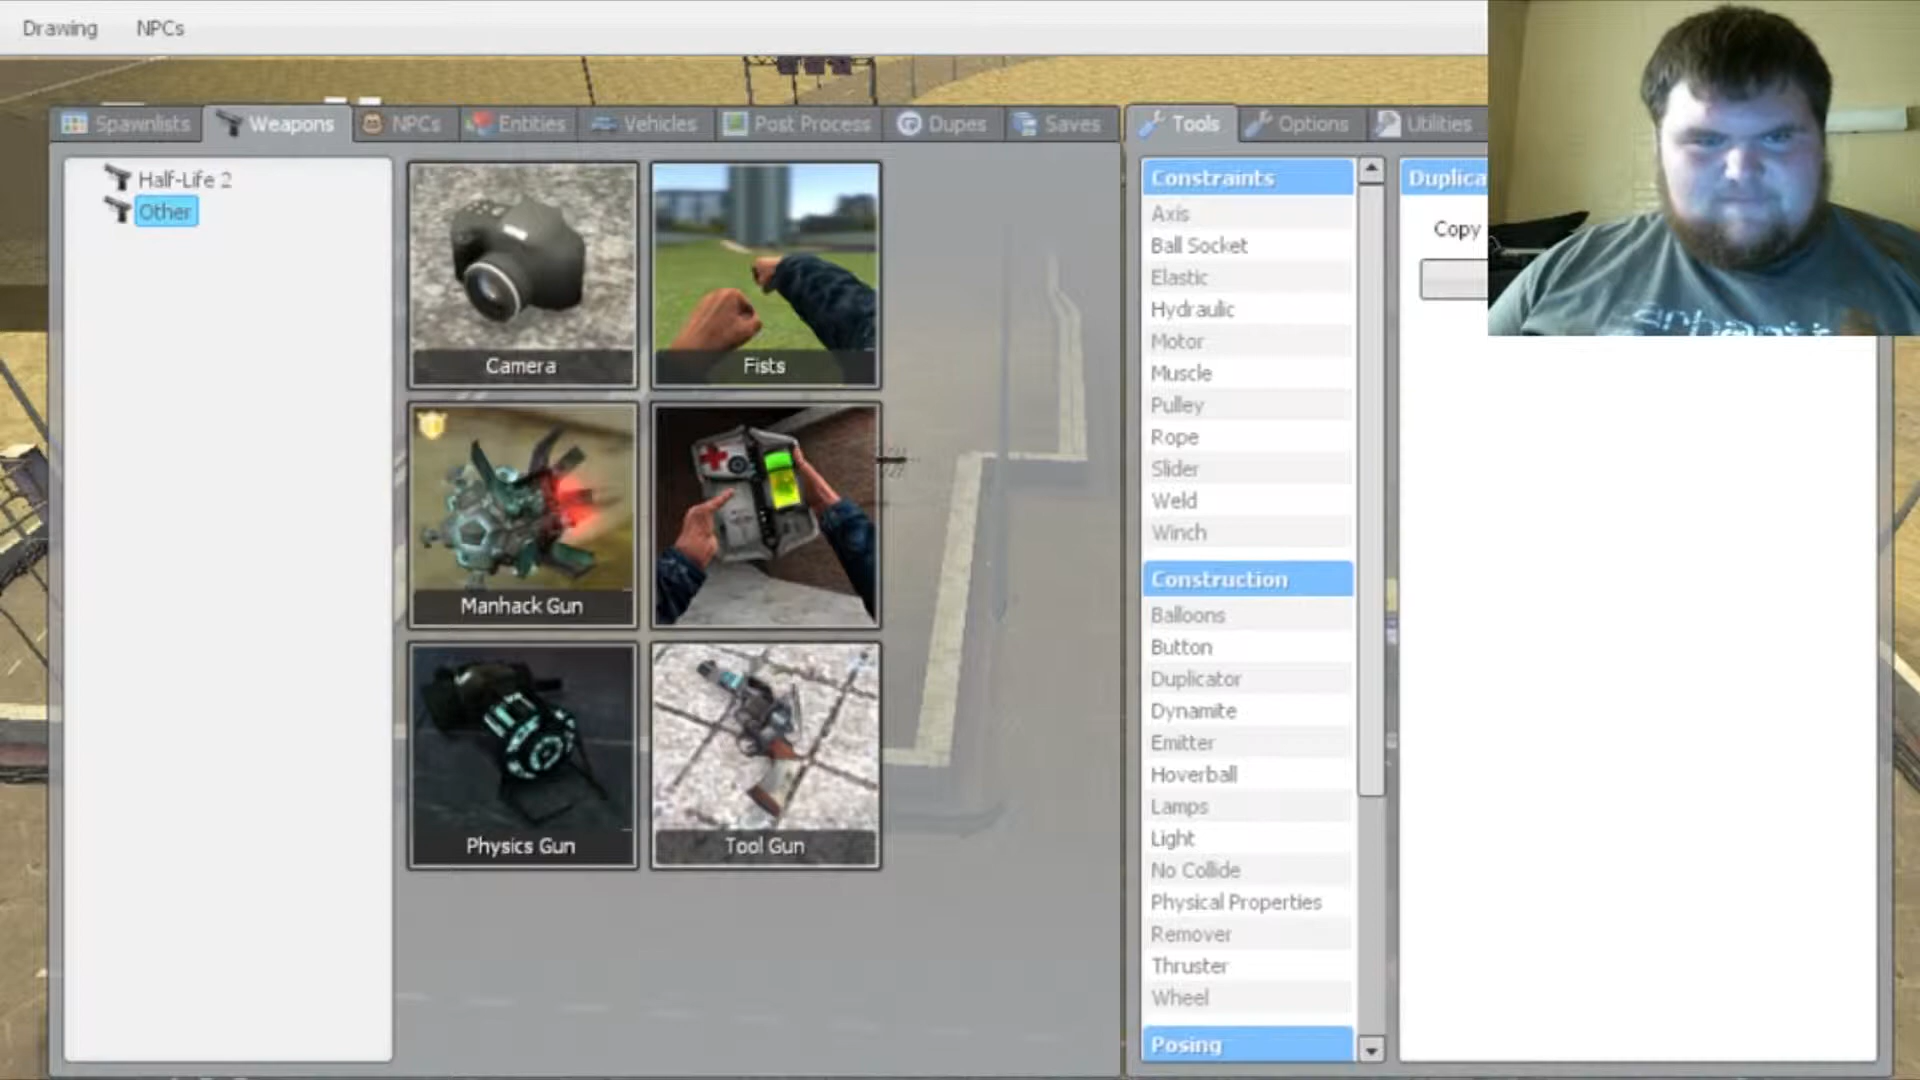 Drawing NPCs
Spawnlists Weapons NPCs Entities Vehicles Post Process Dupes Saves
Tools Options Utilities
Half-Life 2
Other
Camera
Fists
Manhack Gun
Physics Gun
Tool Gun
Constraints
Axis
Ball Socket
Elastic
Hydraulic
Motor
Muscle
Pulley
Rope
Slider
Weld
Winch
Construction
Balloons
Button
Duplicator
Dynamite
Emitter
Hoverball
Lamps
Light
No Collide
Physical Properties
Remover
Thruster
Wheel
Posing
Duplica
Copy